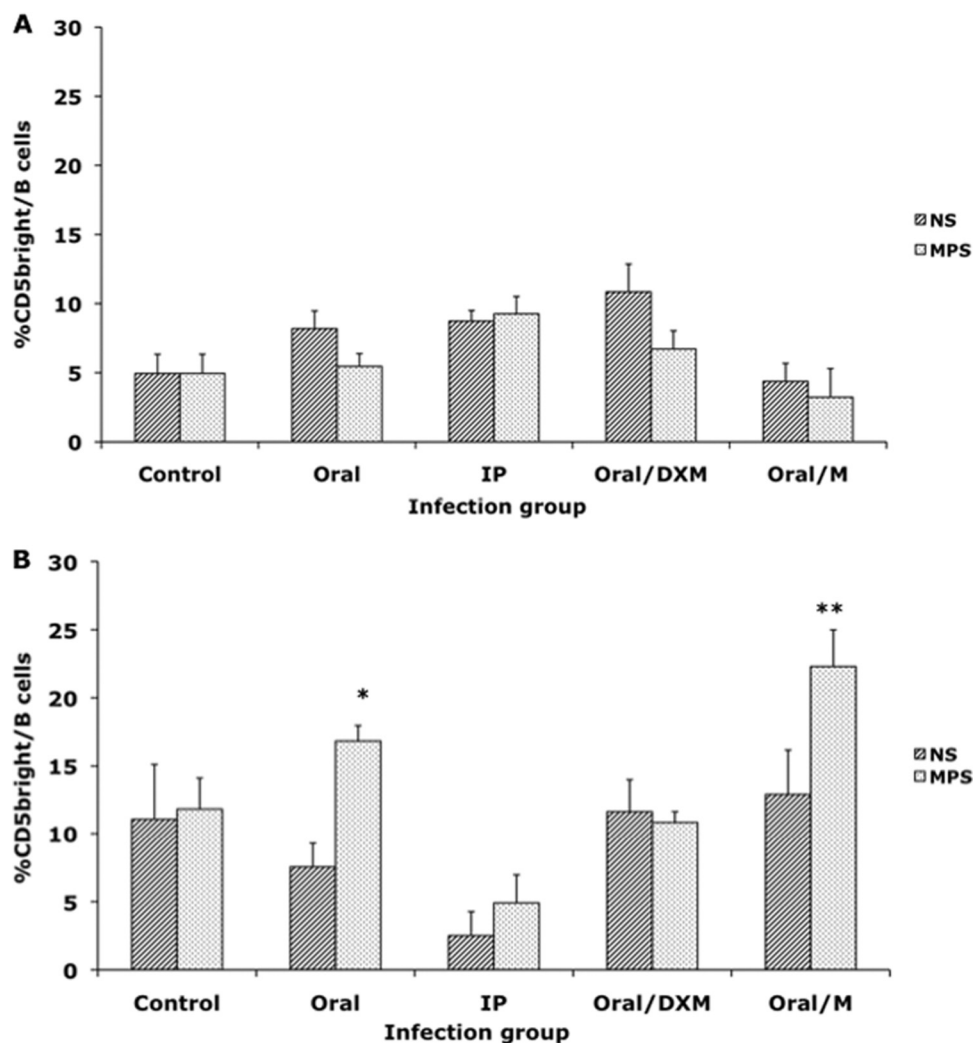 A
%CD5bright/B cells
30
25
20
15
10
5
0
Control Oral IP Oral/DXM Oral/M
Infection group
NS
MPS
B
%CD5bright/B cells
30
25
20
15
10
5
0
*
**
Control Oral IP Oral/DXM Oral/M
Infection group
NS
MPS